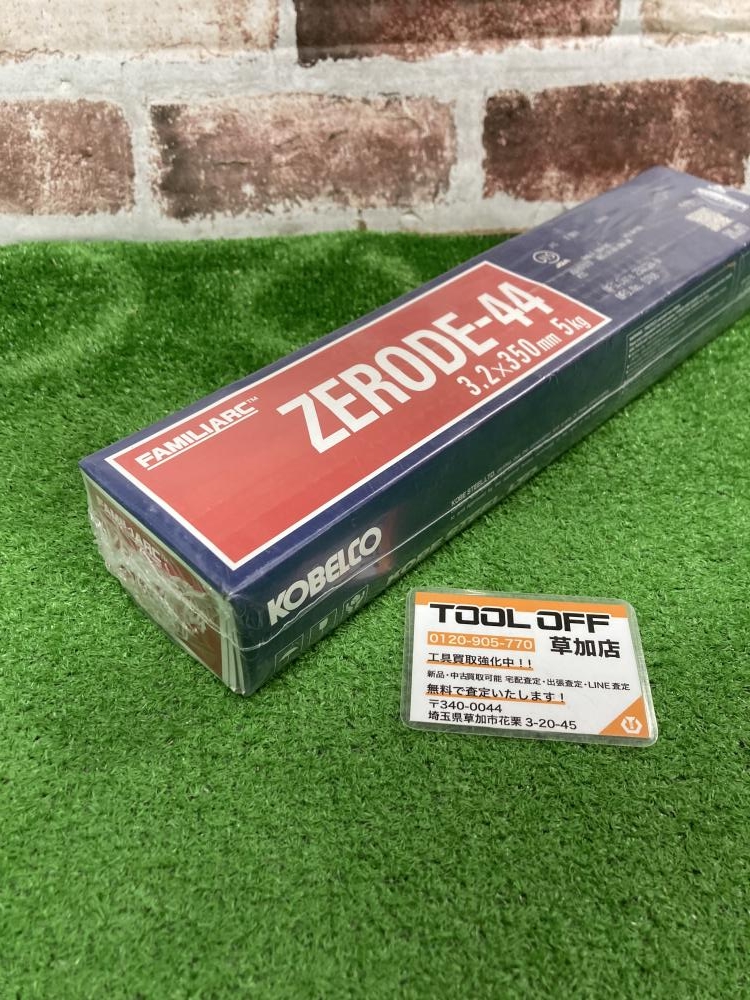 FAMILIARC™
ZERODE-44
3.2×350mm 5kg
KOBELCO
KOBE STEEL,LTD.
TOOL OFF
0120-905-770 草加店
工具買取強化中！！
新品・中古買取可能 宅配査定・出張査定・LINE査定
無料で査定いたします！
〒340-0044
埼玉県草加市花栗 3-20-45